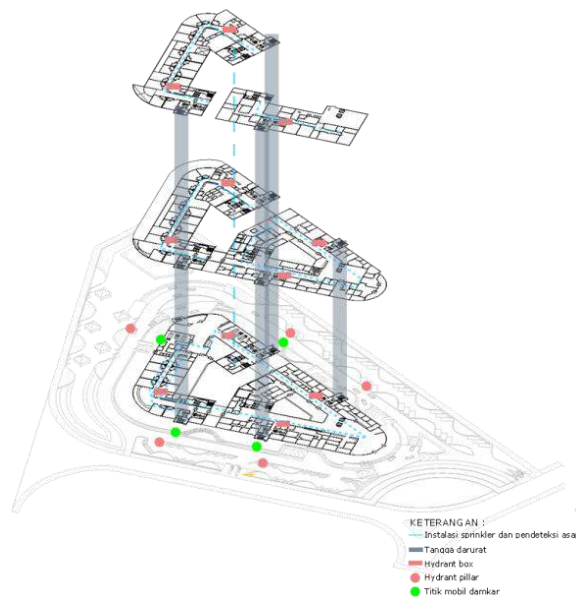 KETERANGAN :
Instalasi sprinkler dan pendeteksi asap
Tangga darurat
Hydrant box
Hydrant pillar
Titik mobil damkar